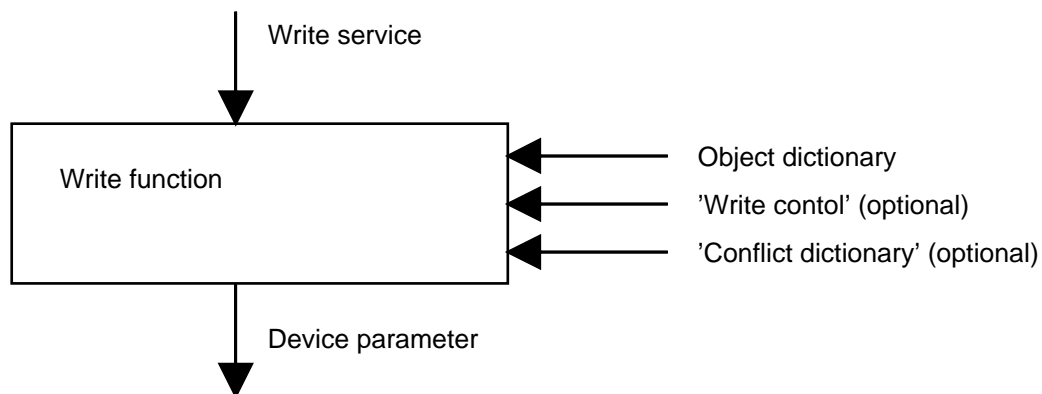 Write service
Write function
Object dictionary
’Write contol’ (optional)
’Conflict dictionary’ (optional)
Device parameter